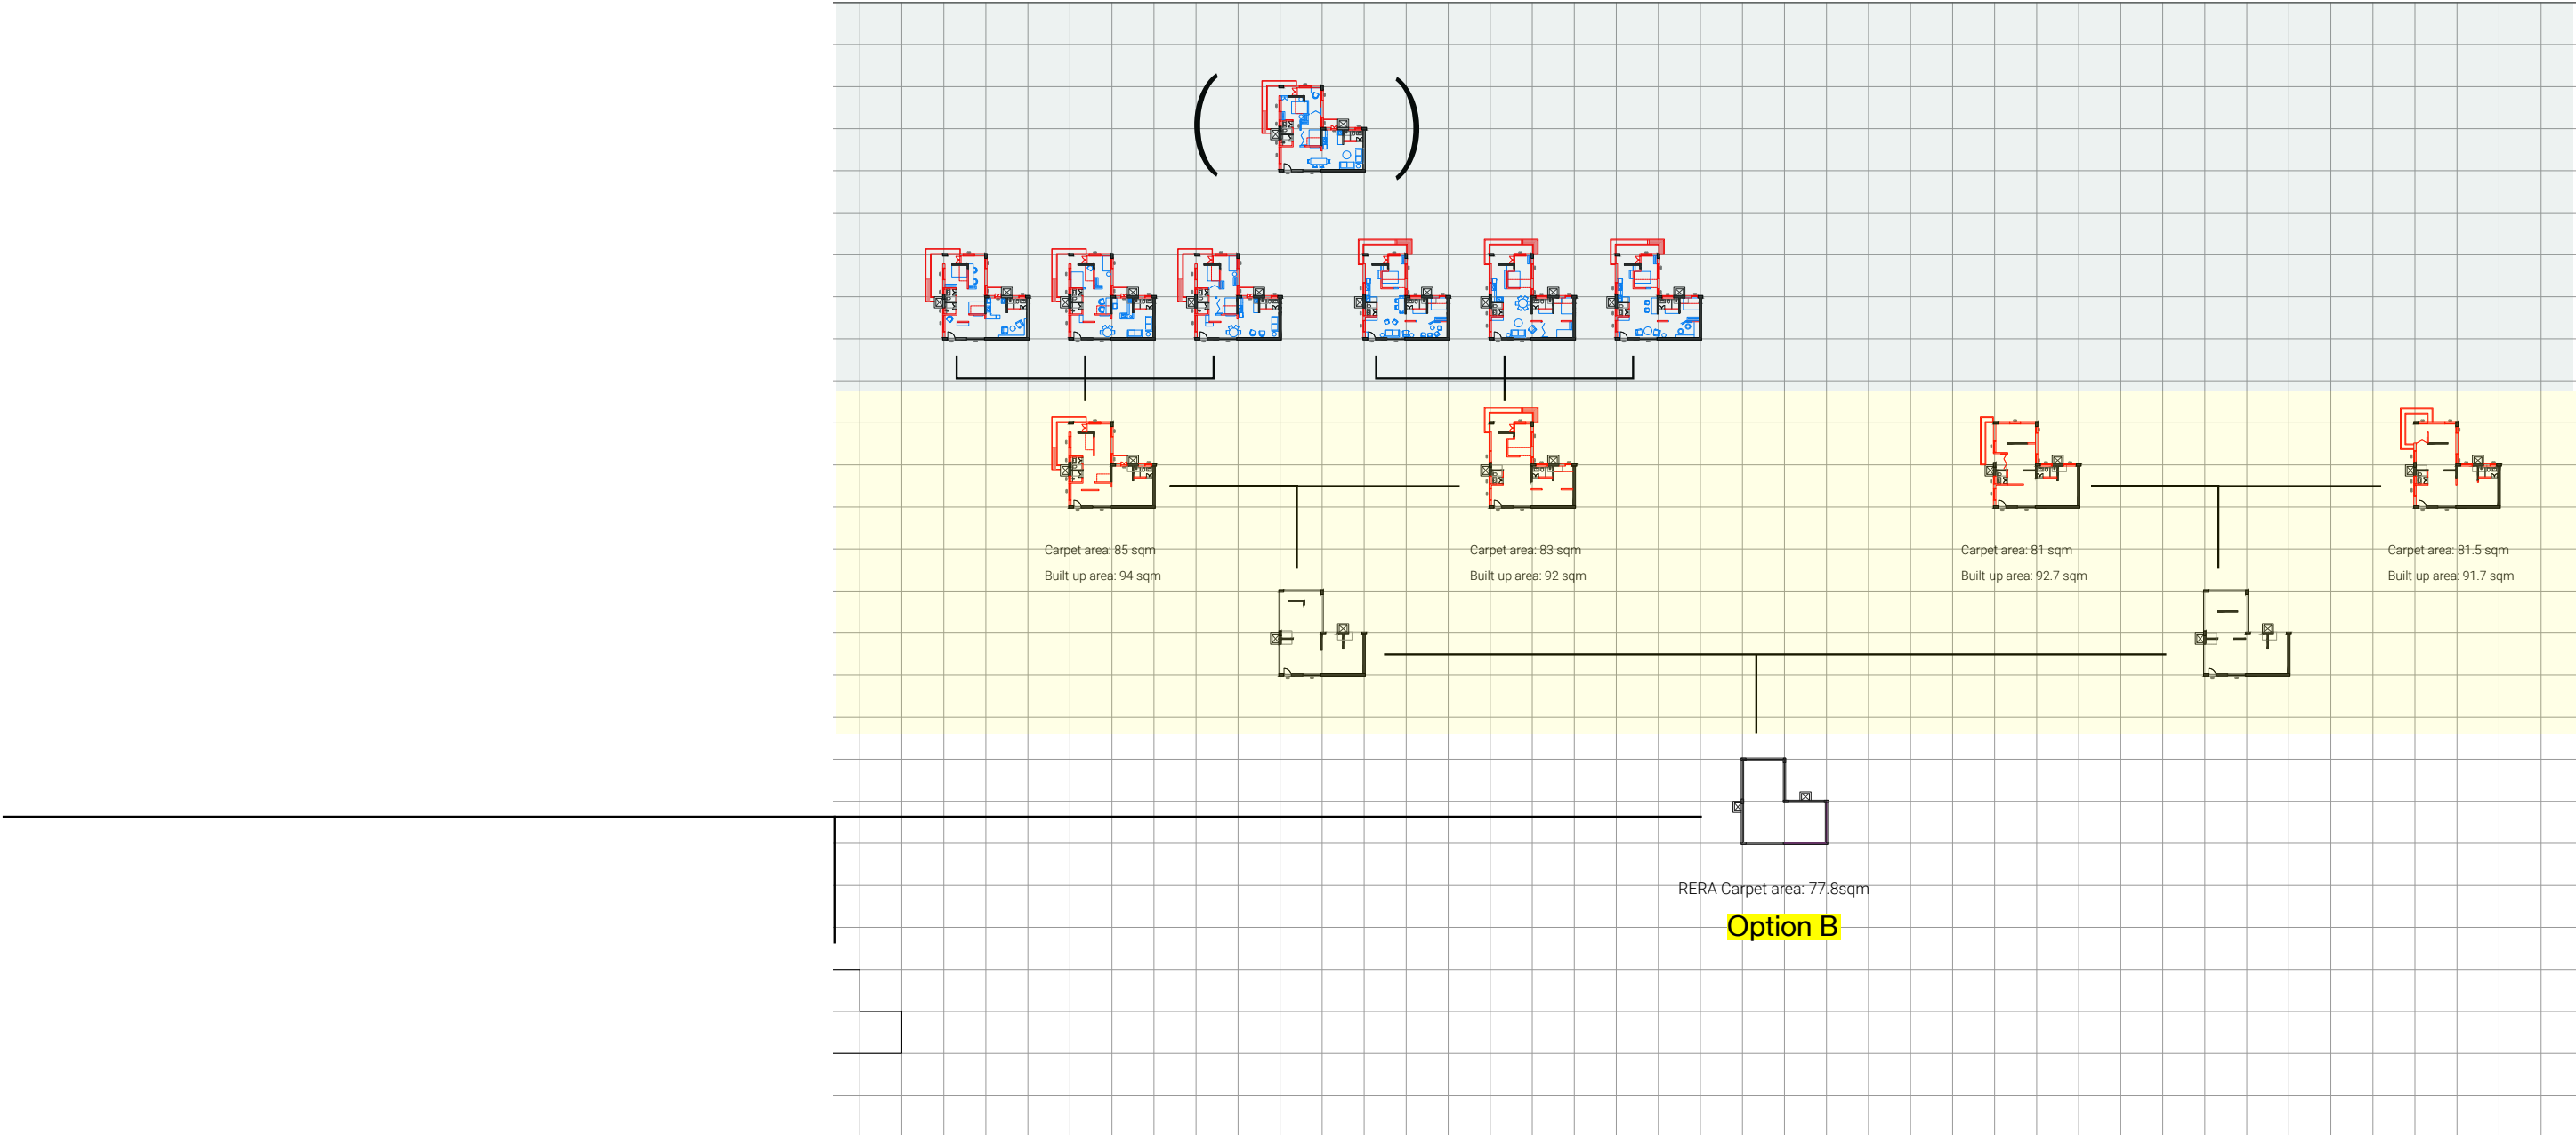 Carpet area: 85 sqm
Built-up area: 94 sqm
Carpet area: 83 sqm
Built-up area: 92 sqm
Carpet area: 81 sqm
Built-up area: 92.7 sqm
Carpet area: 81.5 sqm
Built-up area: 91.7 sqm
RERA Carpet area: 77.8sqm
Option B